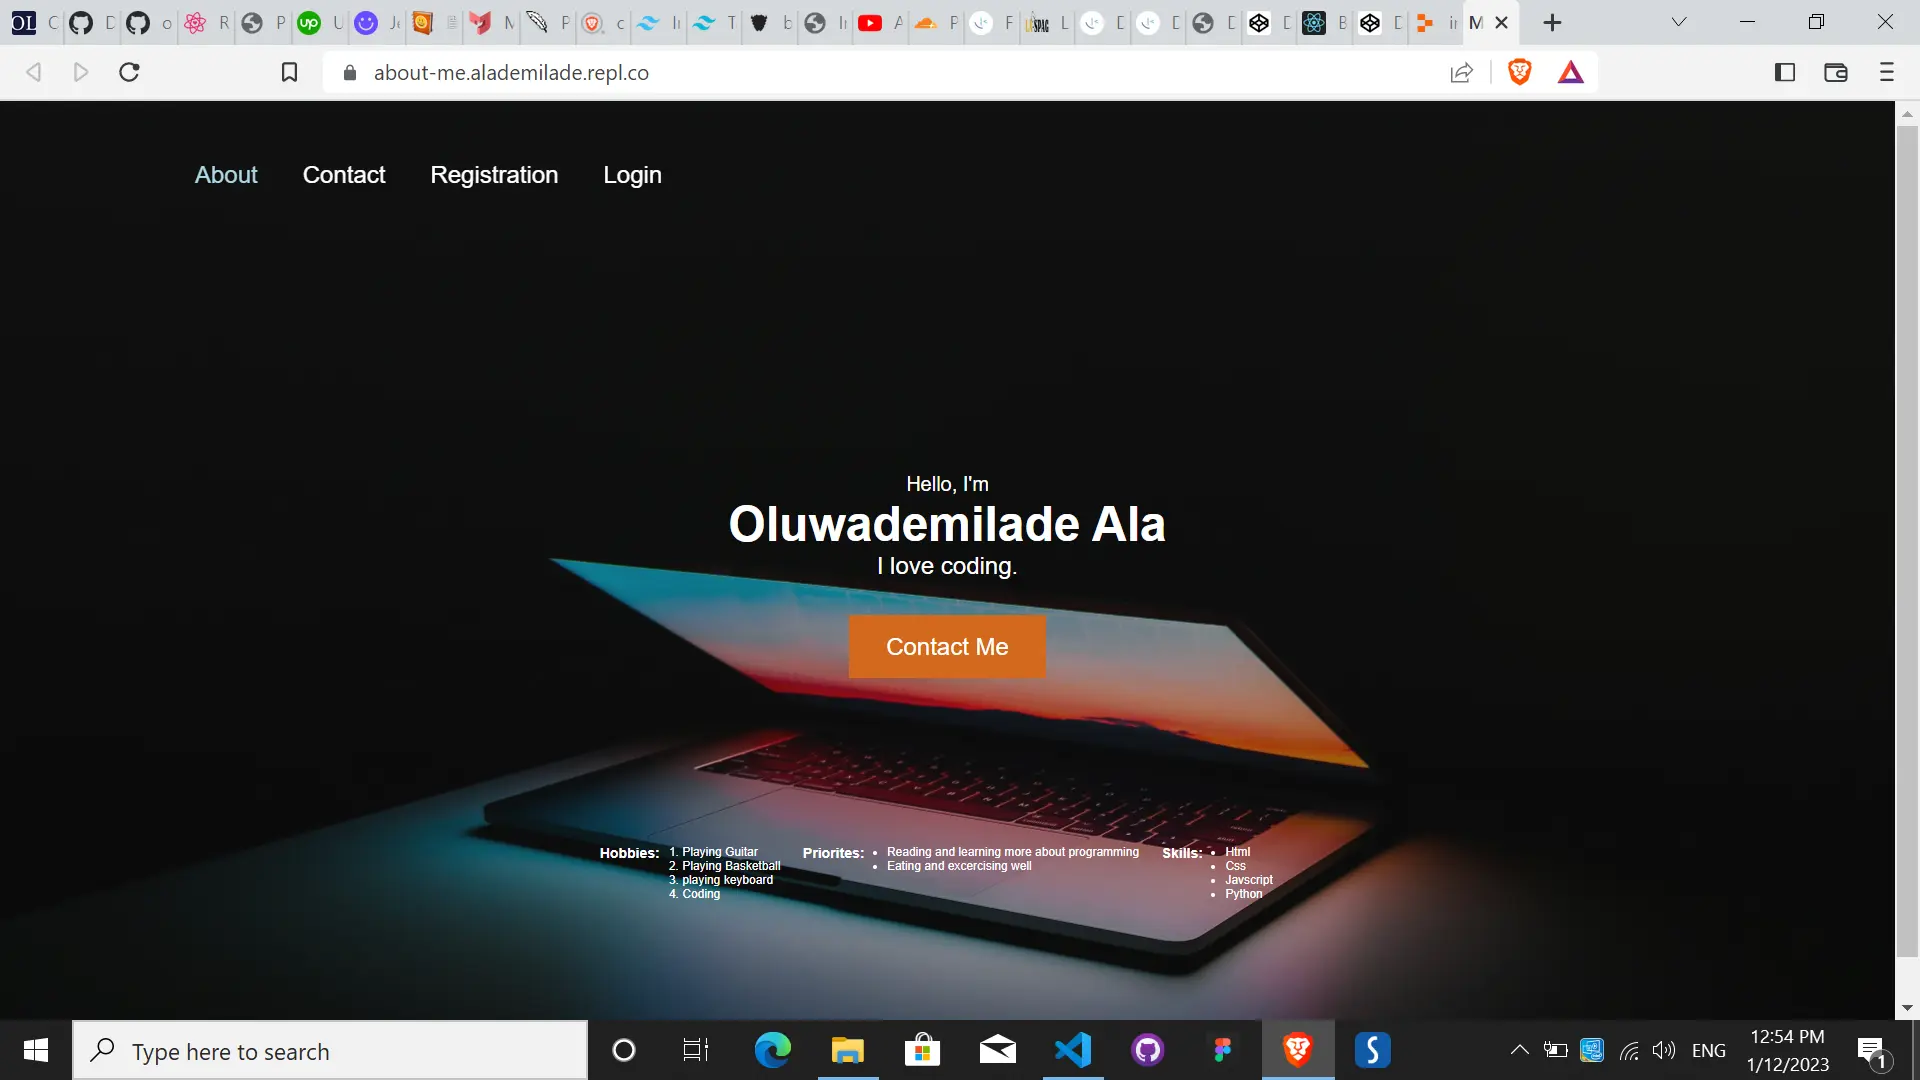 about-me.alademilade.repl.co
About Contact Registration Login
Hello, I'm
Oluwademilade Ala
I love coding.
Contact Me
Hobbies:
1. Playing Guitar
2. Playing Basketball
3. playing keyboard
4. Coding
Priorites:
• Reading and learning more about programming
• Eating and excercising well
Skills:
• Html
• Css
• Javscript
• Python
Type here to search
ENG
12:54 PM
1/12/2023
1